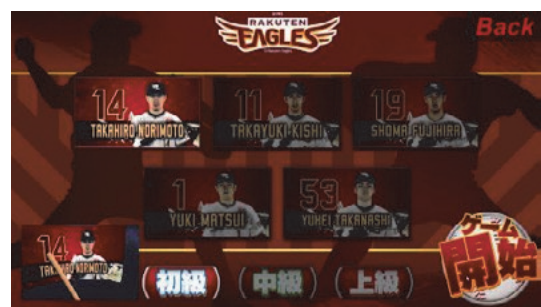 RAKUTEN
EAGLES
Back
14
TAKAHIRO NORIMOTO
11
TAKAYUKI KISHI
19
SHOMA FUJIHIRA
1
YUKI MATSUI
53
YUHEI TAKANASHI
14
初級
中級
上級
ゲーム
開始